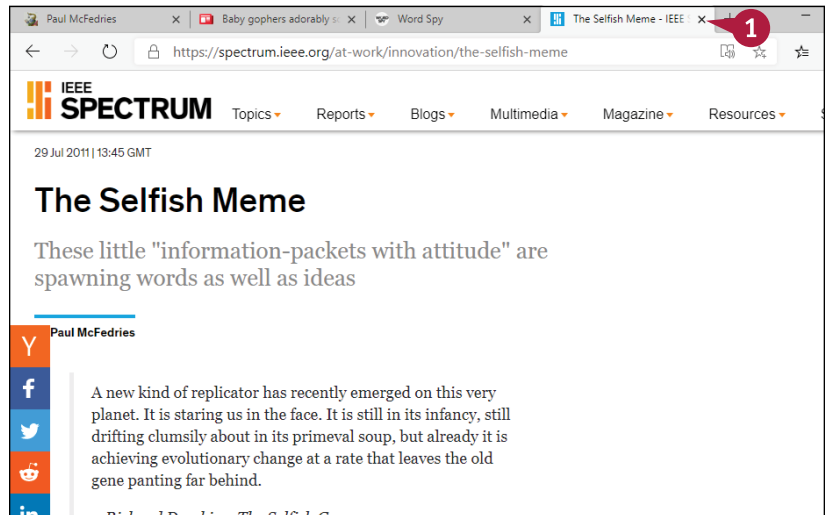 Paul McFedries
Baby gophers adorably s
Word Spy
The Selfish Meme - IEEE S
1
https://spectrum.ieee.org/at-work/innovation/the-selfish-meme
IEEE
SPECTRUM
Topics
Reports
Blogs
Multimedia
Magazine
Resources
29 Jul 2011 | 13:45 GMT
The Selfish Meme
These little "information-packets with attitude" are
spawning words as well as ideas
Paul McFedries
Y
f
in
A new kind of replicator has recently emerged on this very
planet. It is staring us in the face. It is still in its infancy, still
drifting clumsily about in its primeval soup, but already it is
achieving evolutionary change at a rate that leaves the old
gene panting far behind.